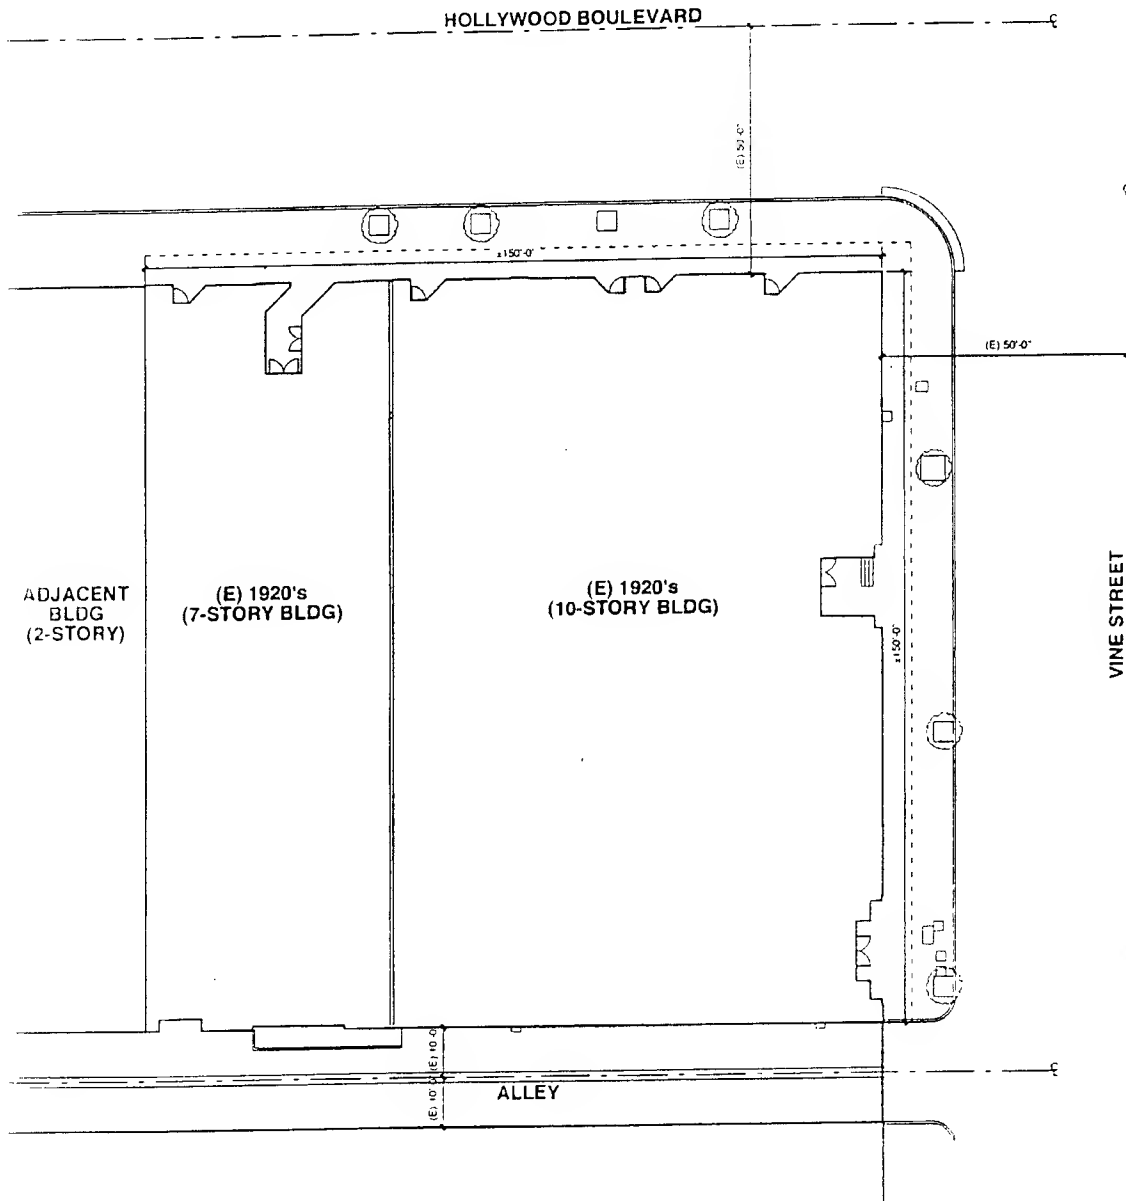 HOLLYWOOD BOULEVARD
℄
(E) 50'-0"
±150'-0"
(E) 50'-0"
ADJACENT
BLDG
(2-STORY)
(E) 1920's
(7-STORY BLDG)
(E) 1920's
(10-STORY BLDG)
±150'-0"
VINE STREET
(E) 10'-0"
(E) 10'-0"
℄
ALLEY